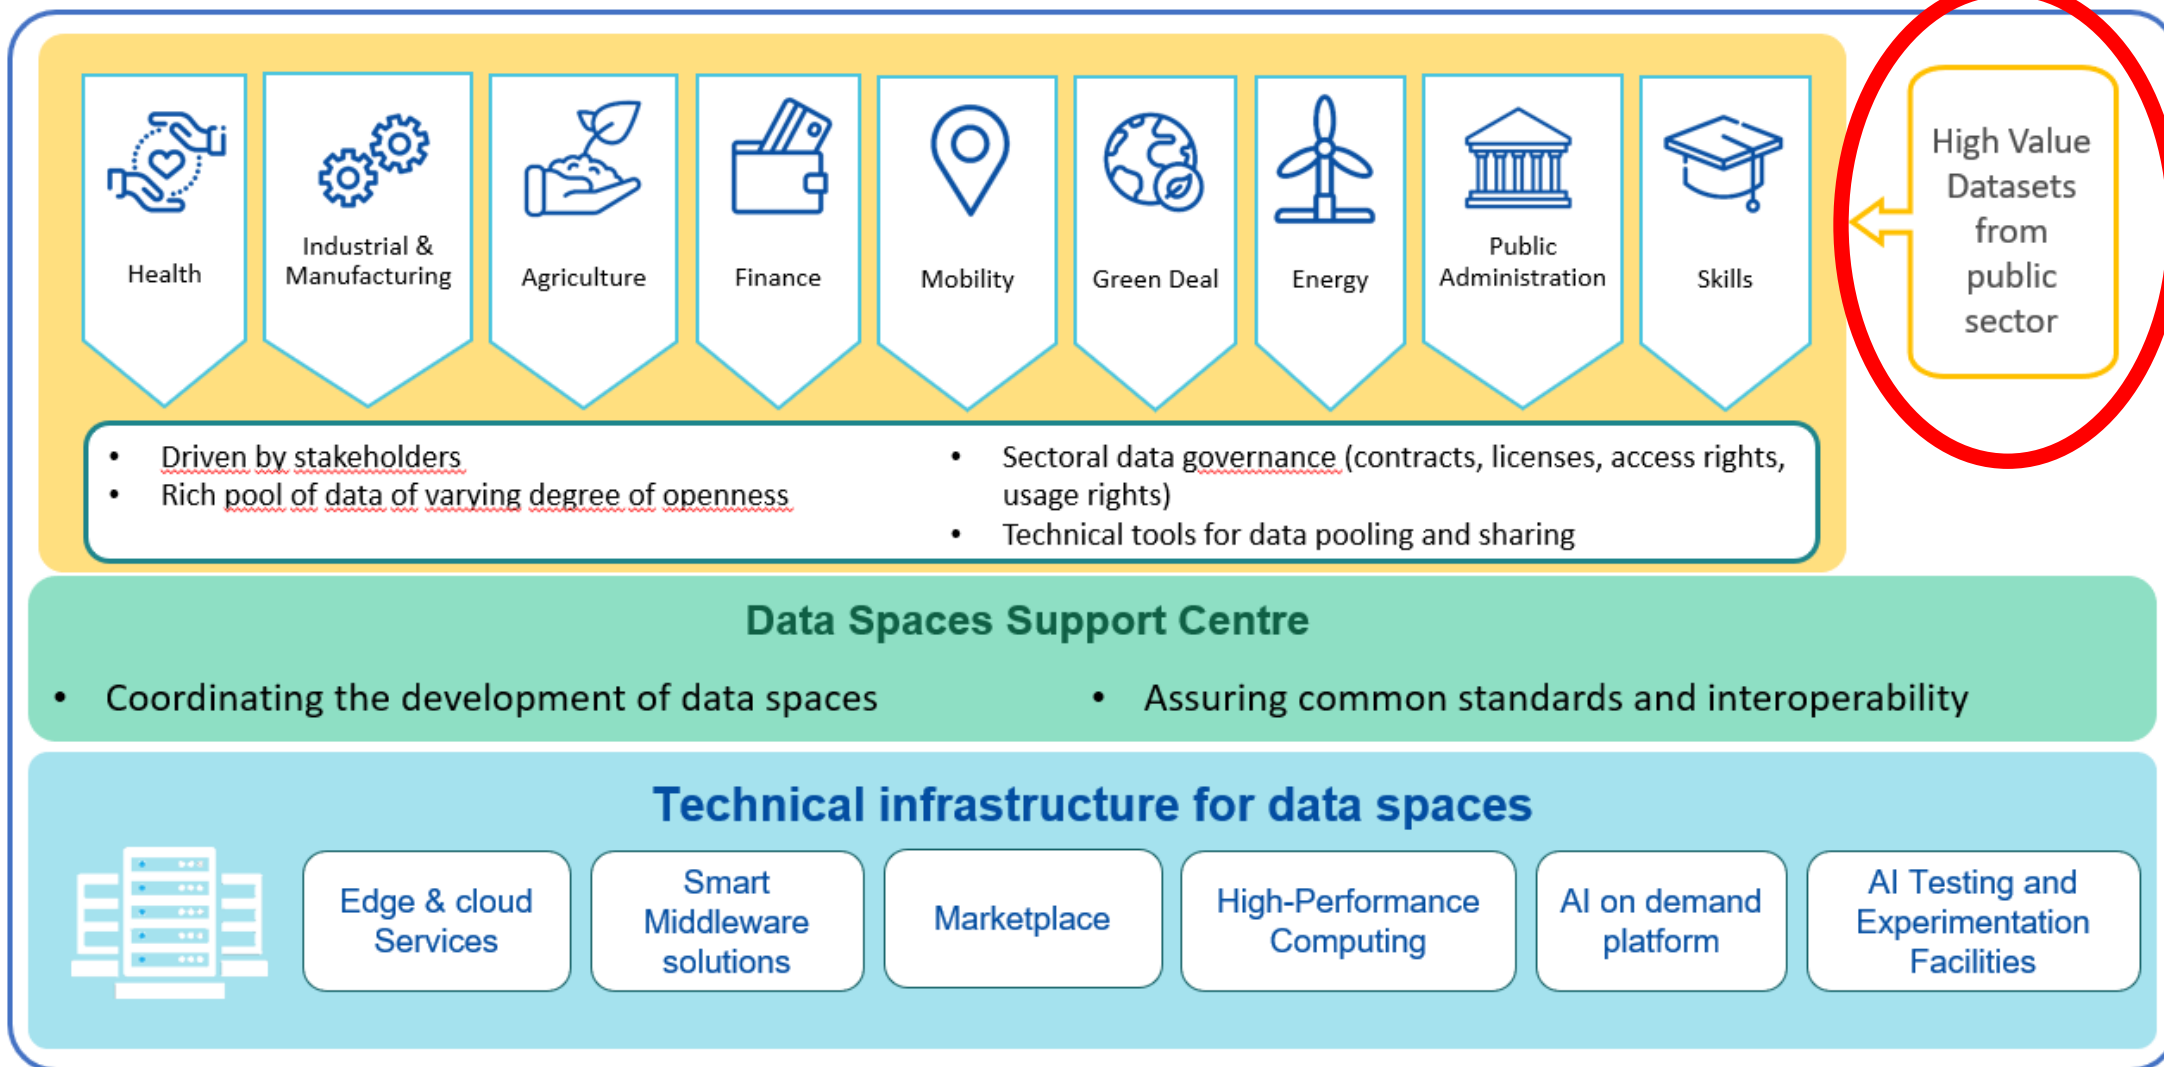 Health
Industrial &
Manufacturing
Agriculture
Finance
Mobility
Green Deal
Energy
Public
Administration
Skills
High Value
Datasets
from
public
sector
• Driven by stakeholders
• Rich pool of data of varying degree of openness
• Sectoral data governance (contracts, licenses, access rights,
usage rights)
• Technical tools for data pooling and sharing
Data Spaces Support Centre
• Coordinating the development of data spaces
• Assuring common standards and interoperability
Technical infrastructure for data spaces
Edge & cloud
Services
Smart
Middleware
solutions
Marketplace
High-Performance
Computing
AI on demand
platform
AI Testing and
Experimentation
Facilities